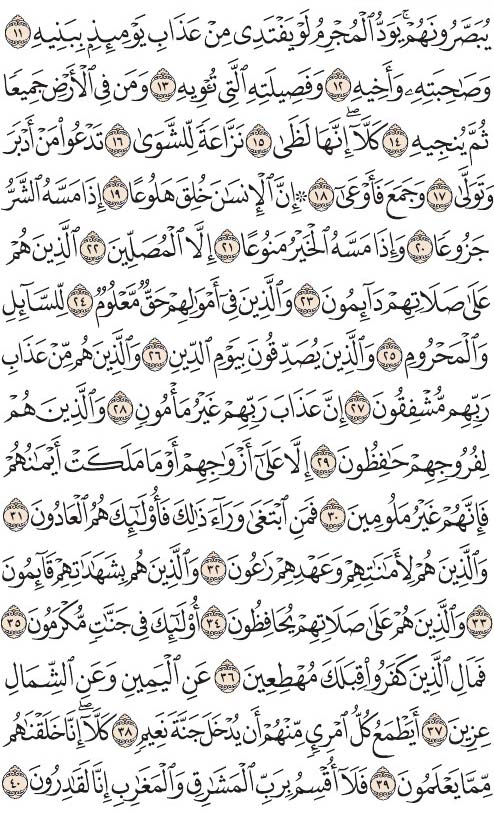 يُبَصَّرُونَهُمْ ۚ يَوَدُّ ٱلْمُجْرِمُ لَوْ يَفْتَدِى مِنْ عَذَابِ يَوْمِئِذٍۭ بِبَنِيهِ ١١
وَصَٰحِبَتِهِۦ وَأَخِيهِ ١٢ وَفَصِيلَتِهِ ٱلَّتِى تُـْٔوِيهِ ١٣ وَمَن فِى ٱلْأَرْضِ جَمِيعًا
ثُمَّ يُنجِيهِ ١٤ كَلَّآ ۖ إِنَّهَا لَظَىٰ ١٥ نَزَّاعَةً لِّلشَّوَىٰ ١٦ تَدْعُوا۟ مَنْ أَدْبَرَ
وَتَوَلَّىٰ ١٧ وَجَمَعَ فَأَوْعَىٰٓ ١٨ ۞ إِنَّ ٱلْإِنسَٰنَ خُلِقَ هَلُوعًا ١٩ إِذَا مَسَّهُ ٱلشَّرُّ
جَزُوعًا ٢٠ وَإِذَا مَسَّهُ ٱلْخَيْرُ مَنُوعًا ٢١ إِلَّا ٱلْمُصَلِّينَ ٢٢ ٱلَّذِينَ هُمْ
عَلَىٰ صَلَاتِهِمْ دَآئِمُونَ ٢٣ وَٱلَّذِينَ فِىٓ أَمْوَٰلِهِمْ حَقٌّ مَّعْلُومٌ ٢٤ لِّلسَّآئِلِ
وَٱلْمَحْرُومِ ٢٥ وَٱلَّذِينَ يُصَدِّقُونَ بِيَوْمِ ٱلدِّينِ ٢٦ وَٱلَّذِينَ هُم مِّنْ عَذَابِ
رَبِّهِم مُّشْفِقُونَ ٢٧ إِنَّ عَذَابَ رَبِّهِمْ غَيْرُ مَأْمُونٍ ٢٨ وَٱلَّذِينَ هُمْ
لِفُرُوجِهِمْ حَٰفِظُونَ ٢٩ إِلَّا عَلَىٰٓ أَزْوَٰجِهِمْ أَوْ مَا مَلَكَتْ أَيْمَٰنُهُمْ
فَإِنَّهُمْ غَيْرُ مَلُومِينَ ٣٠ فَمَنِ ٱبْتَغَىٰ وَرَآءَ ذَٰلِكَ فَأُو۟لَٰٓئِكَ هُمُ ٱلْعَادُونَ ٣١
وَٱلَّذِينَ هُمْ لِأَمَٰنَٰتِهِمْ وَعَهْدِهِمْ رَٰعُونَ ٣٢ وَٱلَّذِينَ هُم بِشَهَٰدَٰتِهِمْ قَآئِمُونَ
٣٣ وَٱلَّذِينَ هُمْ عَلَىٰ صَلَاتِهِمْ يُحَافِظُونَ ٣٤ أُو۟لَٰٓئِكَ فِى جَنَّٰتٍ مُّكْرَمُونَ ٣٥
فَمَالِ ٱلَّذِينَ كَفَرُوا۟ قِبَلَكَ مُهْطِعِينَ ٣٦ عَنِ ٱلْيَمِينِ وَعَنِ ٱلشِّمَالِ
عِزِينَ ٣٧ أَيَطْمَعُ كُلُّ ٱمْرِئٍ مِّنْهُمْ أَن يُدْخَلَ جَنَّةَ نَعِيمٍ ٣٨ كَلَّآ ۖ إِنَّا خَلَقْنَٰهُم
مِّمَّا يَعْلَمُونَ ٣٩ فَلَآ أُقْسِمُ بِرَبِّ ٱلْمَشَٰرِقِ وَٱلْمَغَٰرِبِ إِنَّا لَقَٰدِرُونَ ٤٠